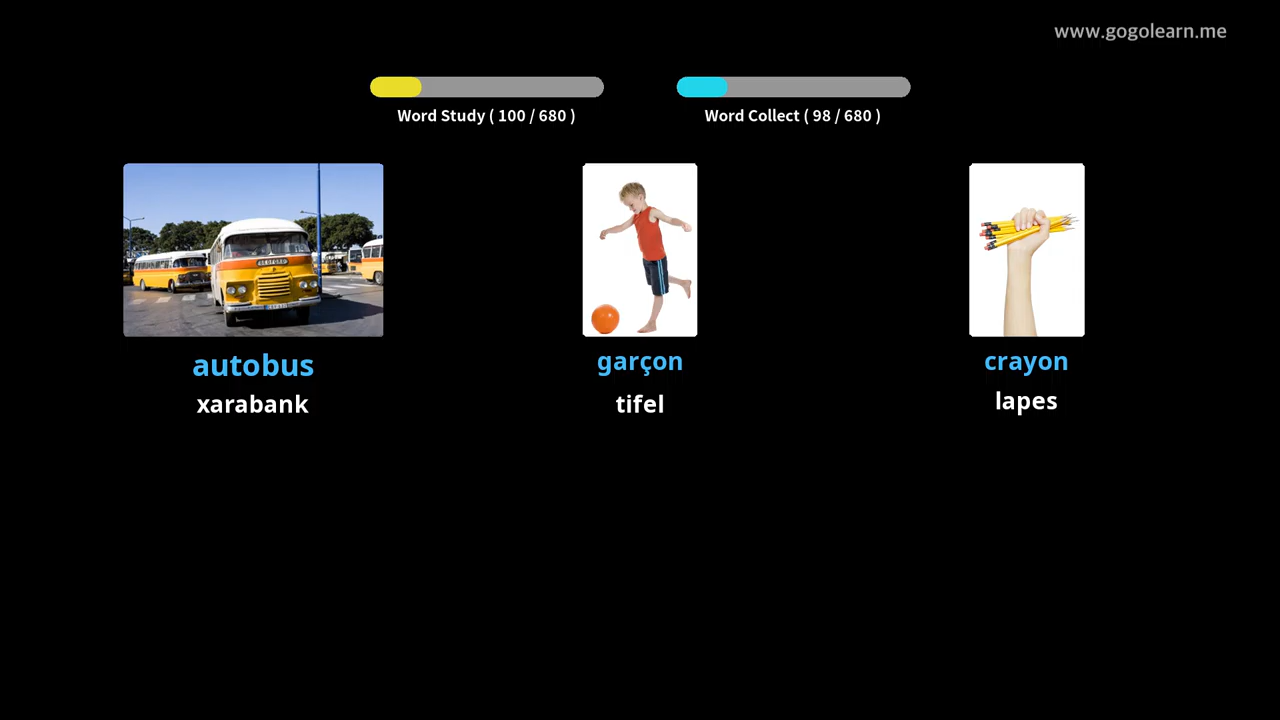 www.gogolearn.me
Word Study ( 100 / 680 )
Word Collect ( 98 / 680 )
autobus
garçon
crayon
xarabank
tifel
lapes